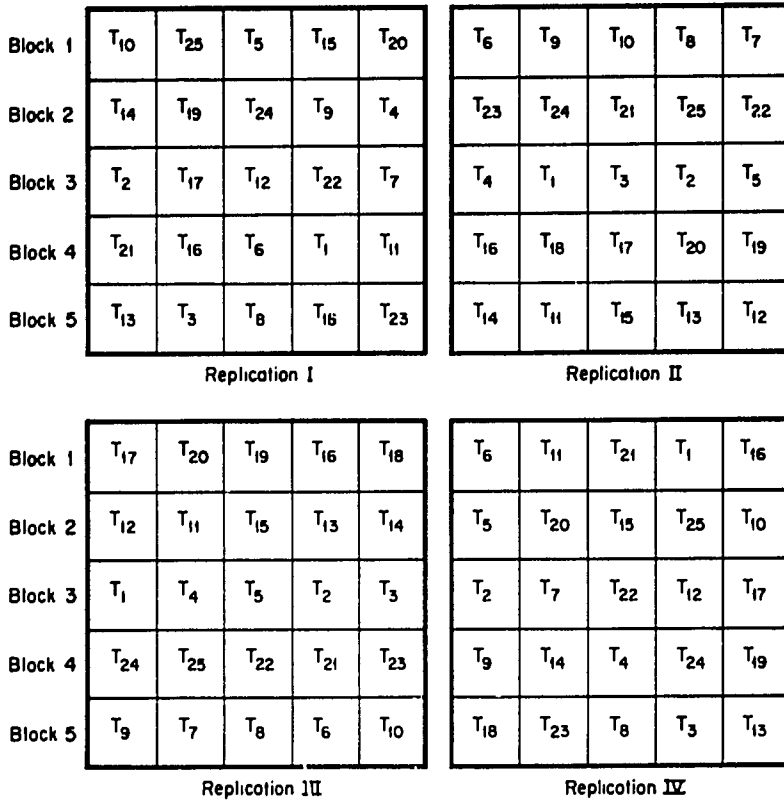 Block 1 T₁₀ T₂₅ T₅ T₁₅ T₂₀ T₆ T₉ T₁₀ T₈ T₇
Block 2 T₁₄ T₁₉ T₂₄ T₉ T₄ T₂₃ T₂₄ T₂₁ T₂₅ T₂₂
Block 3 T₂ T₁₇ T₁₂ T₂₂ T₇ T₄ T₁ T₃ T₂ T₅
Block 4 T₂₁ T₁₆ T₆ T₁ T₁₁ T₁₆ T₁₈ T₁₇ T₂₀ T₁₉
Block 5 T₁₃ T₃ T₈ T₁₆ T₂₃ T₁₄ T₁₁ T₁₅ T₁₃ T₁₂
Replication I Replication II
Block 1 T₁₇ T₂₀ T₁₉ T₁₆ T₁₈ T₆ T₁₁ T₂₁ T₁ T₁₆
Block 2 T₁₂ T₁₁ T₁₅ T₁₃ T₁₄ T₅ T₂₀ T₁₅ T₂₅ T₁₀
Block 3 T₁ T₄ T₅ T₂ T₃ T₂ T₇ T₂₂ T₁₂ T₁₇
Block 4 T₂₄ T₂₅ T₂₂ T₂₁ T₂₃ T₉ T₁₄ T₄ T₂₄ T₁₉
Block 5 T₉ T₇ T₈ T₆ T₁₀ T₁₈ T₂₃ T₈ T₃ T₁₃
Replication III Replication IV